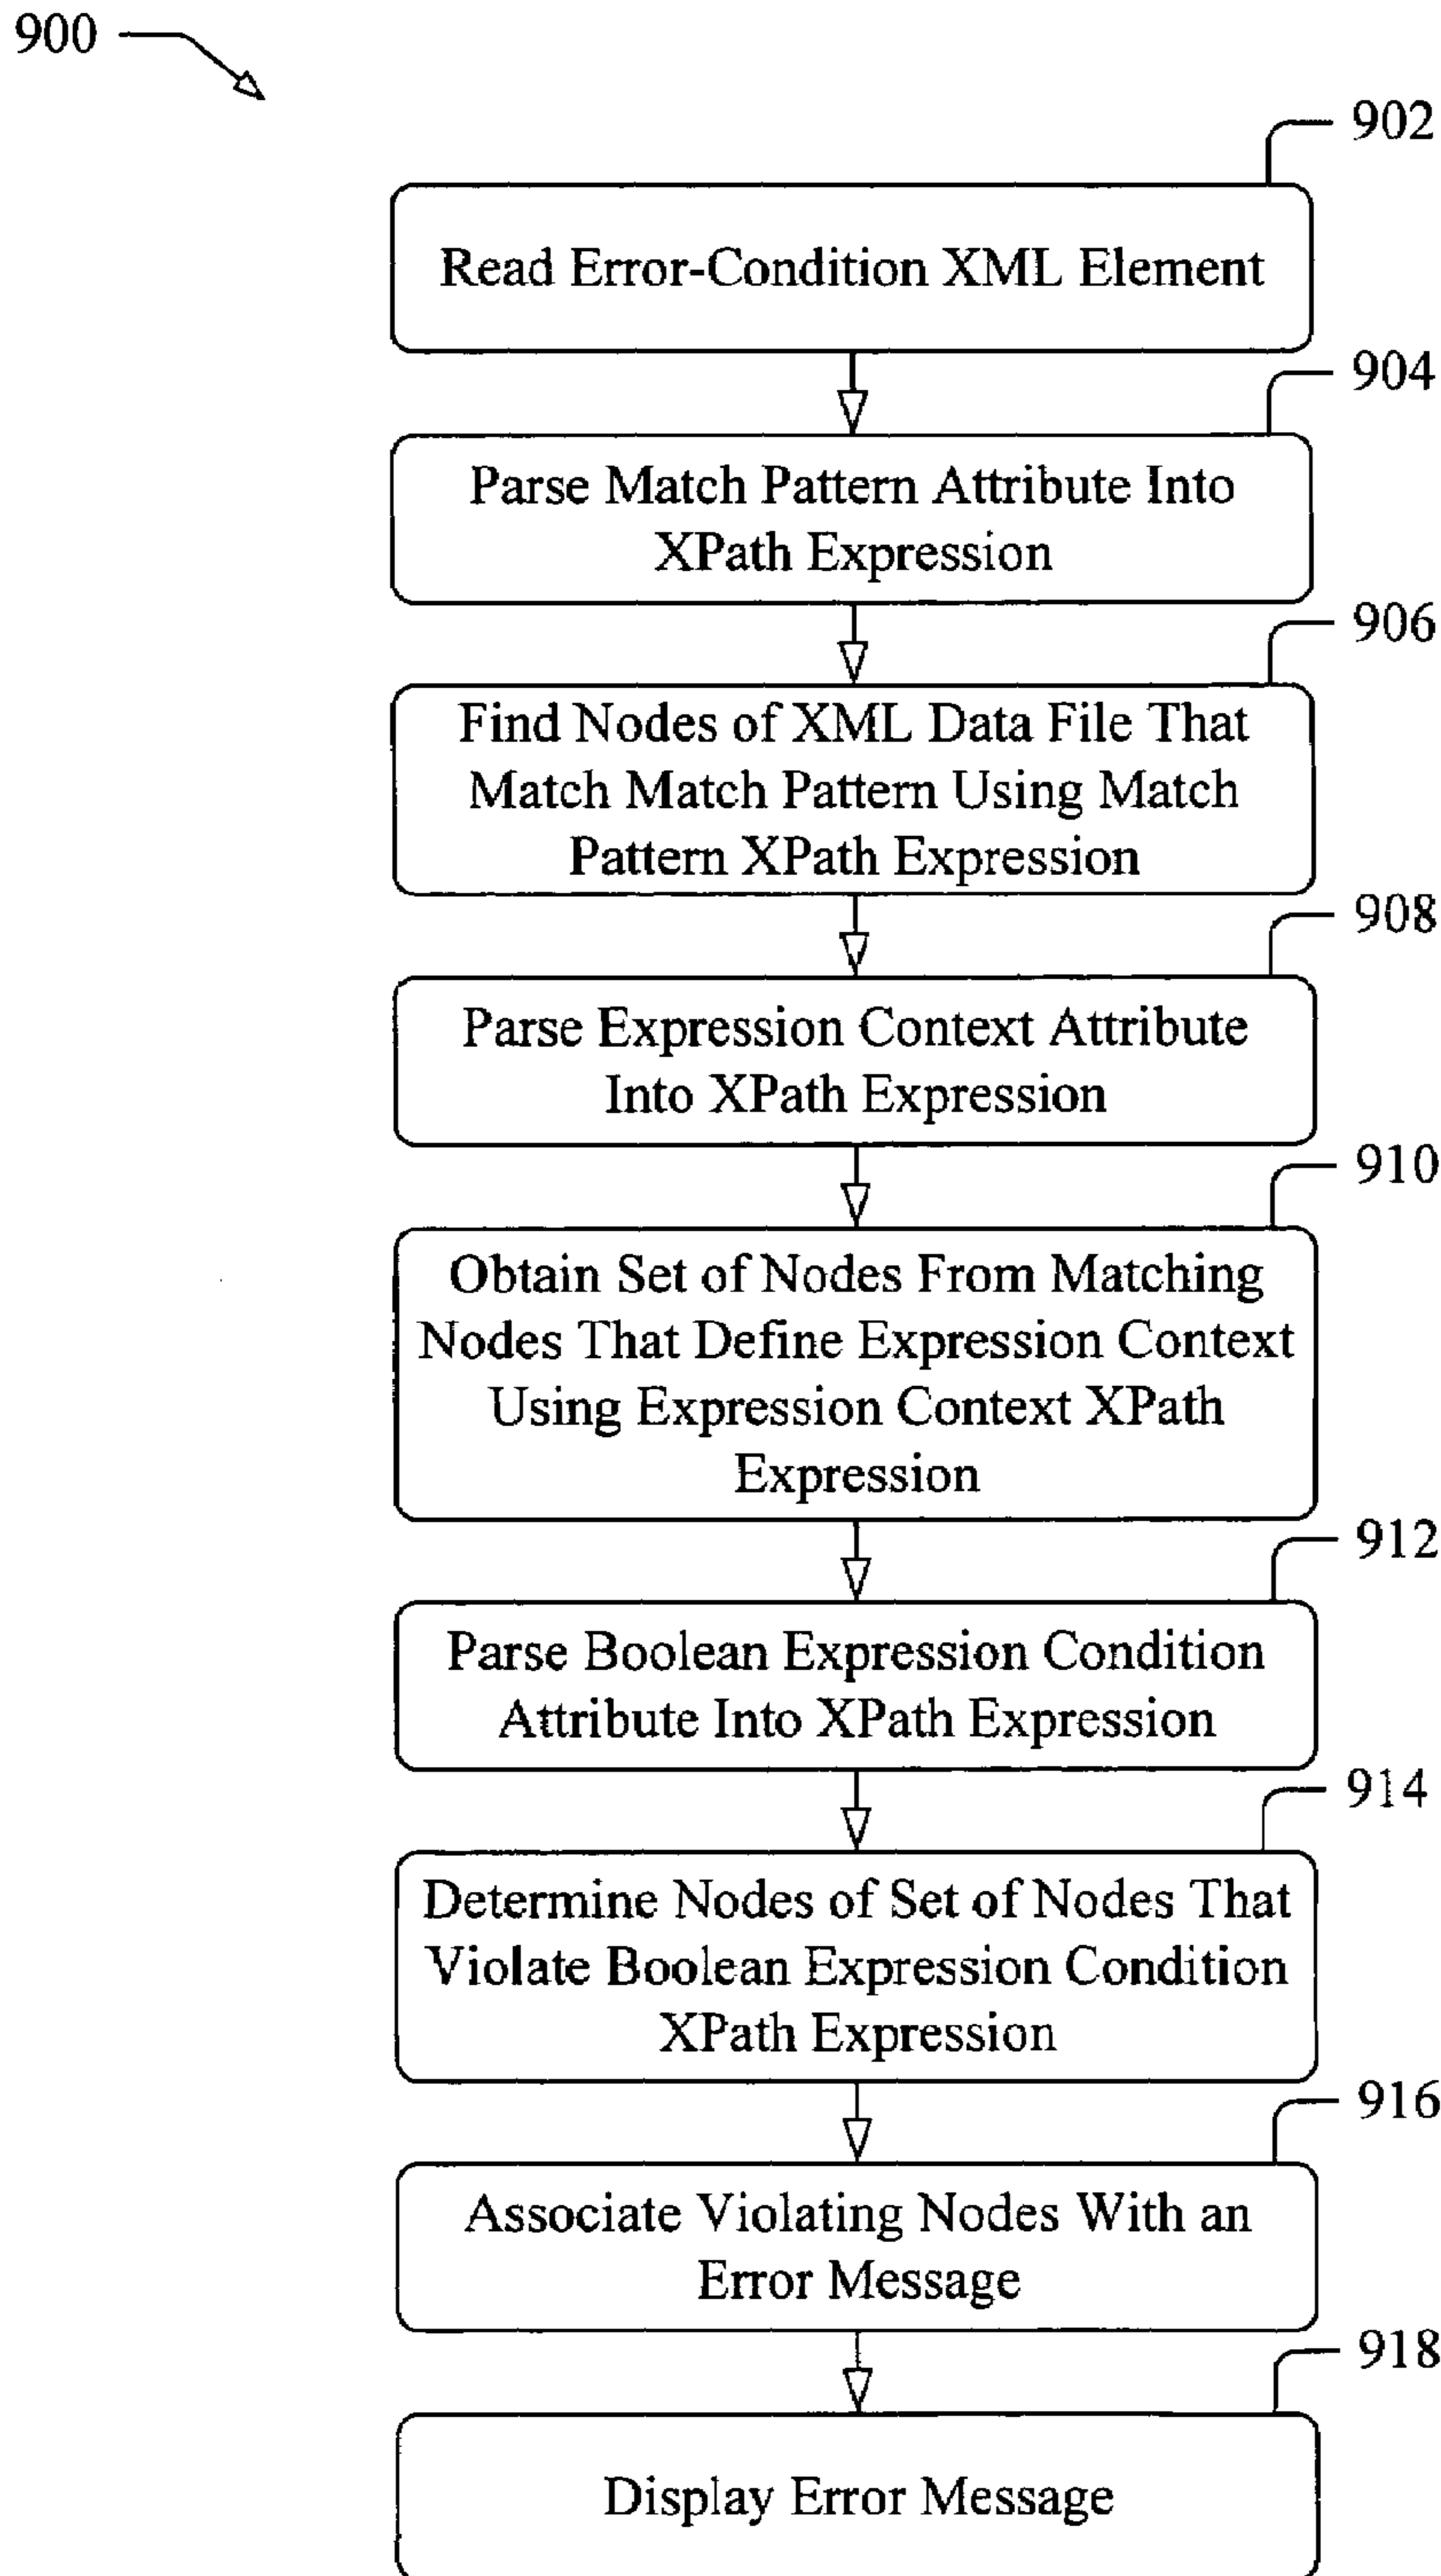 900
902
Read Error-Condition XML Element
904
Parse Match Pattern Attribute Into
XPath Expression
906
Find Nodes of XML Data File That
Match Match Pattern Using Match
Pattern XPath Expression
908
Parse Expression Context Attribute
Into XPath Expression
910
Obtain Set of Nodes From Matching
Nodes That Define Expression Context
Using Expression Context XPath
Expression
912
Parse Boolean Expression Condition
Attribute Into XPath Expression
914
Determine Nodes of Set of Nodes That
Violate Boolean Expression Condition
XPath Expression
916
Associate Violating Nodes With an
Error Message
918
Display Error Message